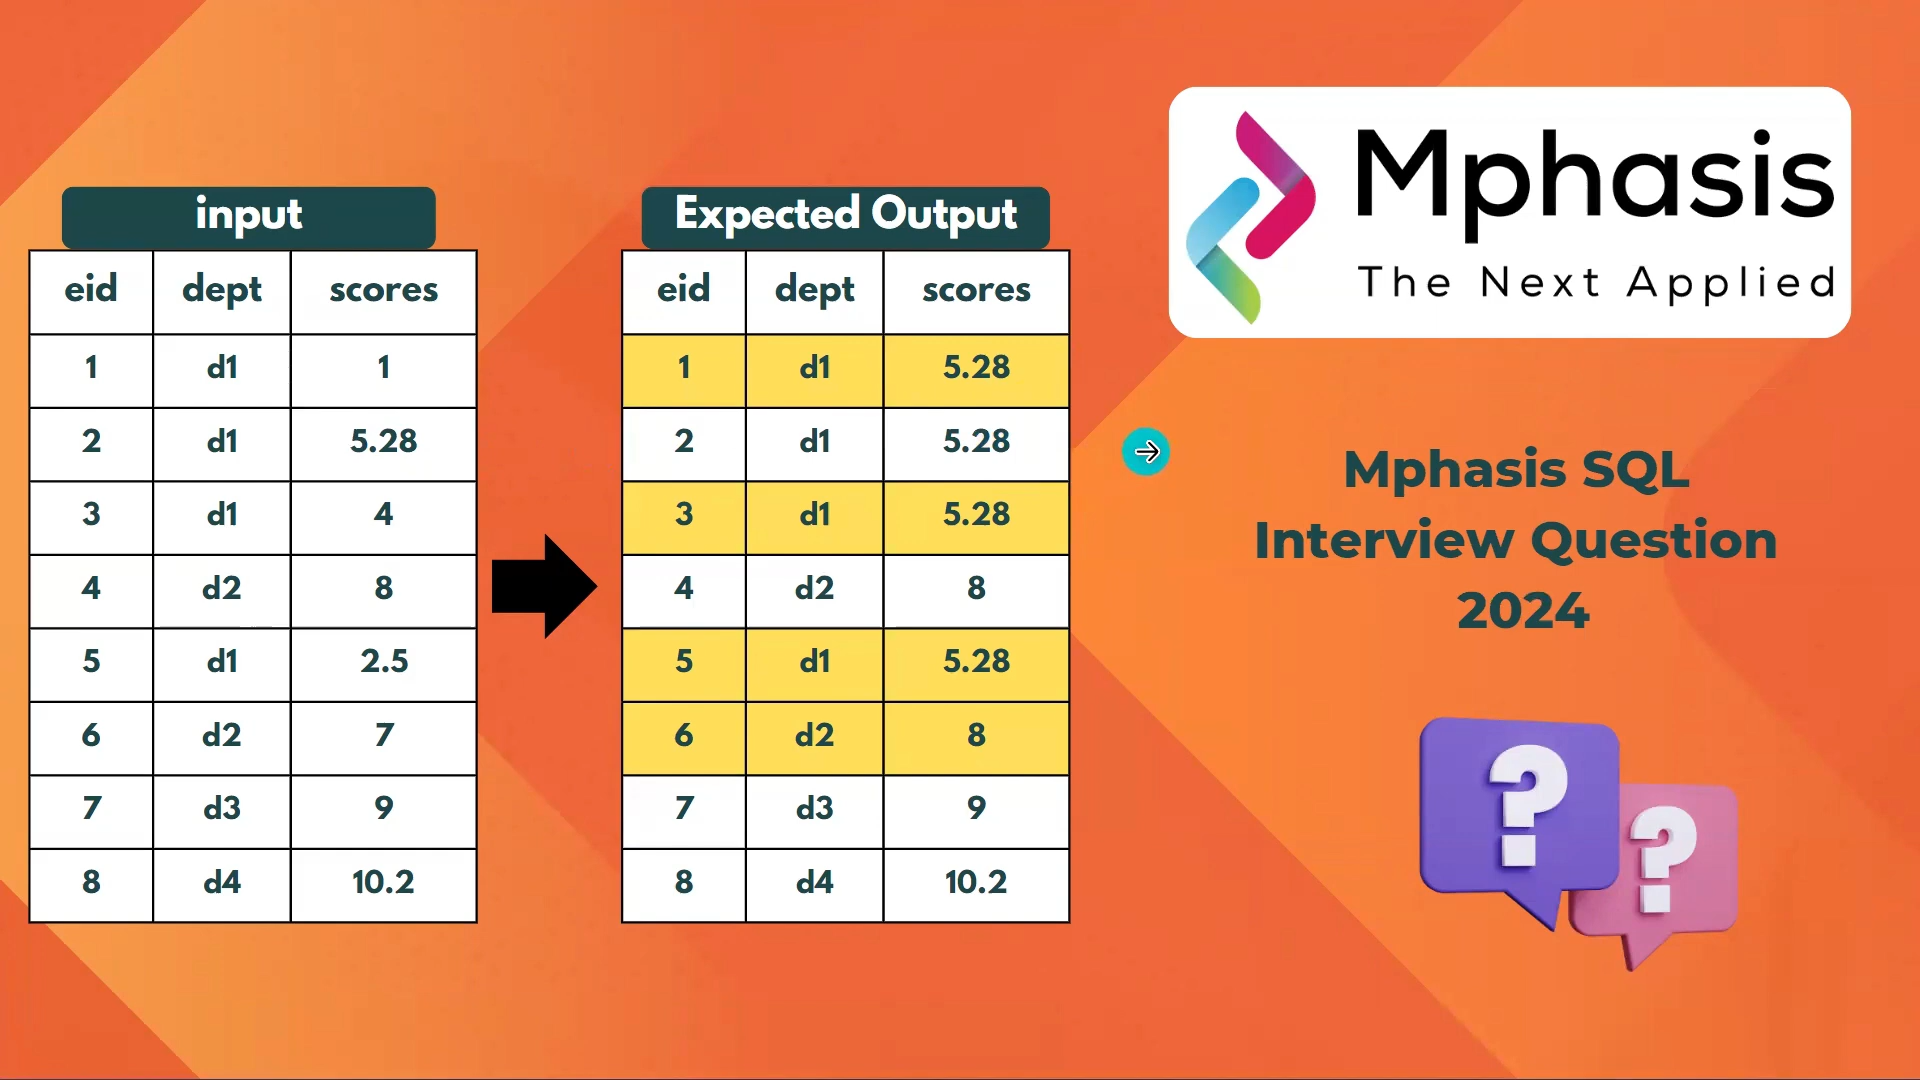 input
eid dept scores
1 d1 1
2 d1 5.28
3 d1 4
4 d2 8
5 d1 2.5
6 d2 7
7 d3 9
8 d4 10.2
Expected Output
eid dept scores
1 d1 5.28
2 d1 5.28
3 d1 5.28
4 d2 8
5 d1 5.28
6 d2 8
7 d3 9
8 d4 10.2
Mphasis
The Next Applied
Mphasis SQL
Interview Question
2024
?
?